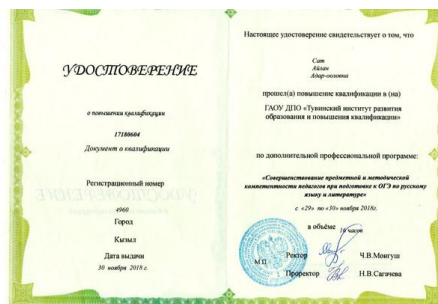 УДОСТОВЕРЕНИЕ
о повышении квалификации
17180604
Документ о квалификации
Регистрационный номер
4960
Город
Кызыл
Дата выдачи
30 ноября 2018 г.
Настоящее удостоверение свидетельствует о том, что
Сат
Айлан
Адар-ооловна
прошел(а) повышение квалификации в (на)
ГАОУ ДПО «Тувинский институт развития
образования и повышения квалификации»
по дополнительной профессиональной программе:
«Совершенствование предметной и методической
компетентности педагогов при подготовке к ОГЭ по русскому
языку и литературе»
с «29» по «30» ноября 2018г.
в объёме 16 часов
М.П.
Ректор Ч.В.Монгуш
Проректор Н.В.Сагачева